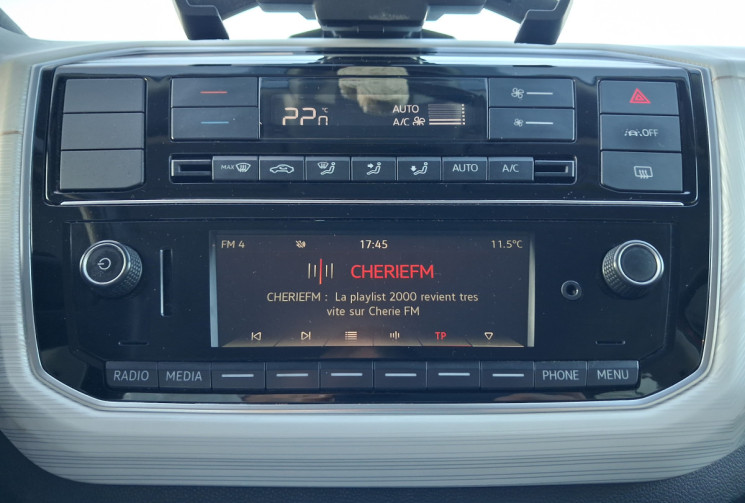 22.0 °C
AUTO
A/C
OFF
MAX
AUTO
A/C
FM 4
17:45
11.5°C
CHERIEFM
CHERIEFM : La playlist 2000 revient tres
vite sur Cherie FM
TP
RADIO
MEDIA
PHONE
MENU